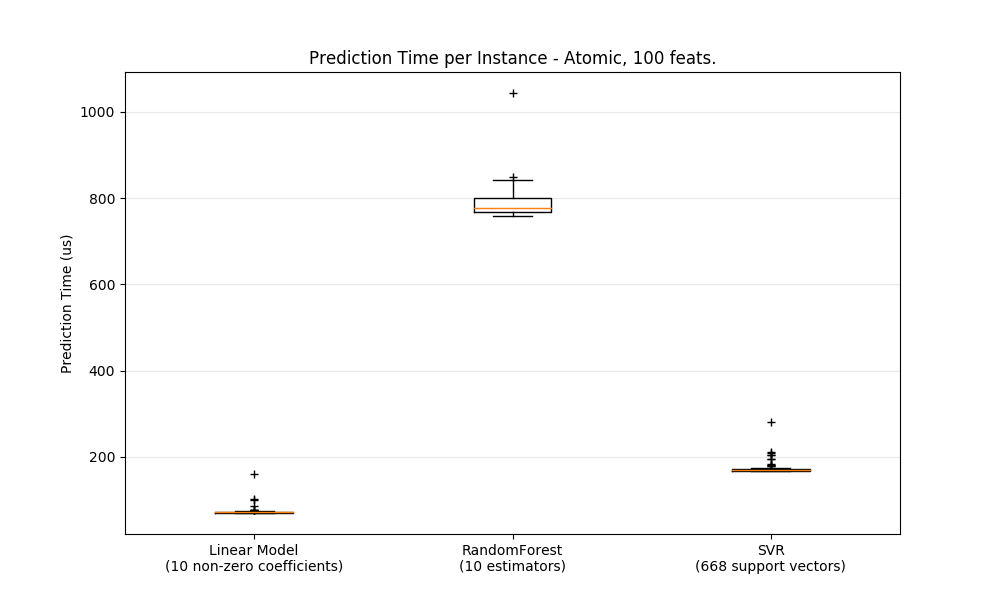 Prediction Time per Instance - Atomic, 100 feats.
Prediction Time (us)
1000
800
600
400
200
Linear Model
(10 non-zero coefficients)
RandomForest
(10 estimators)
SVR
(668 support vectors)